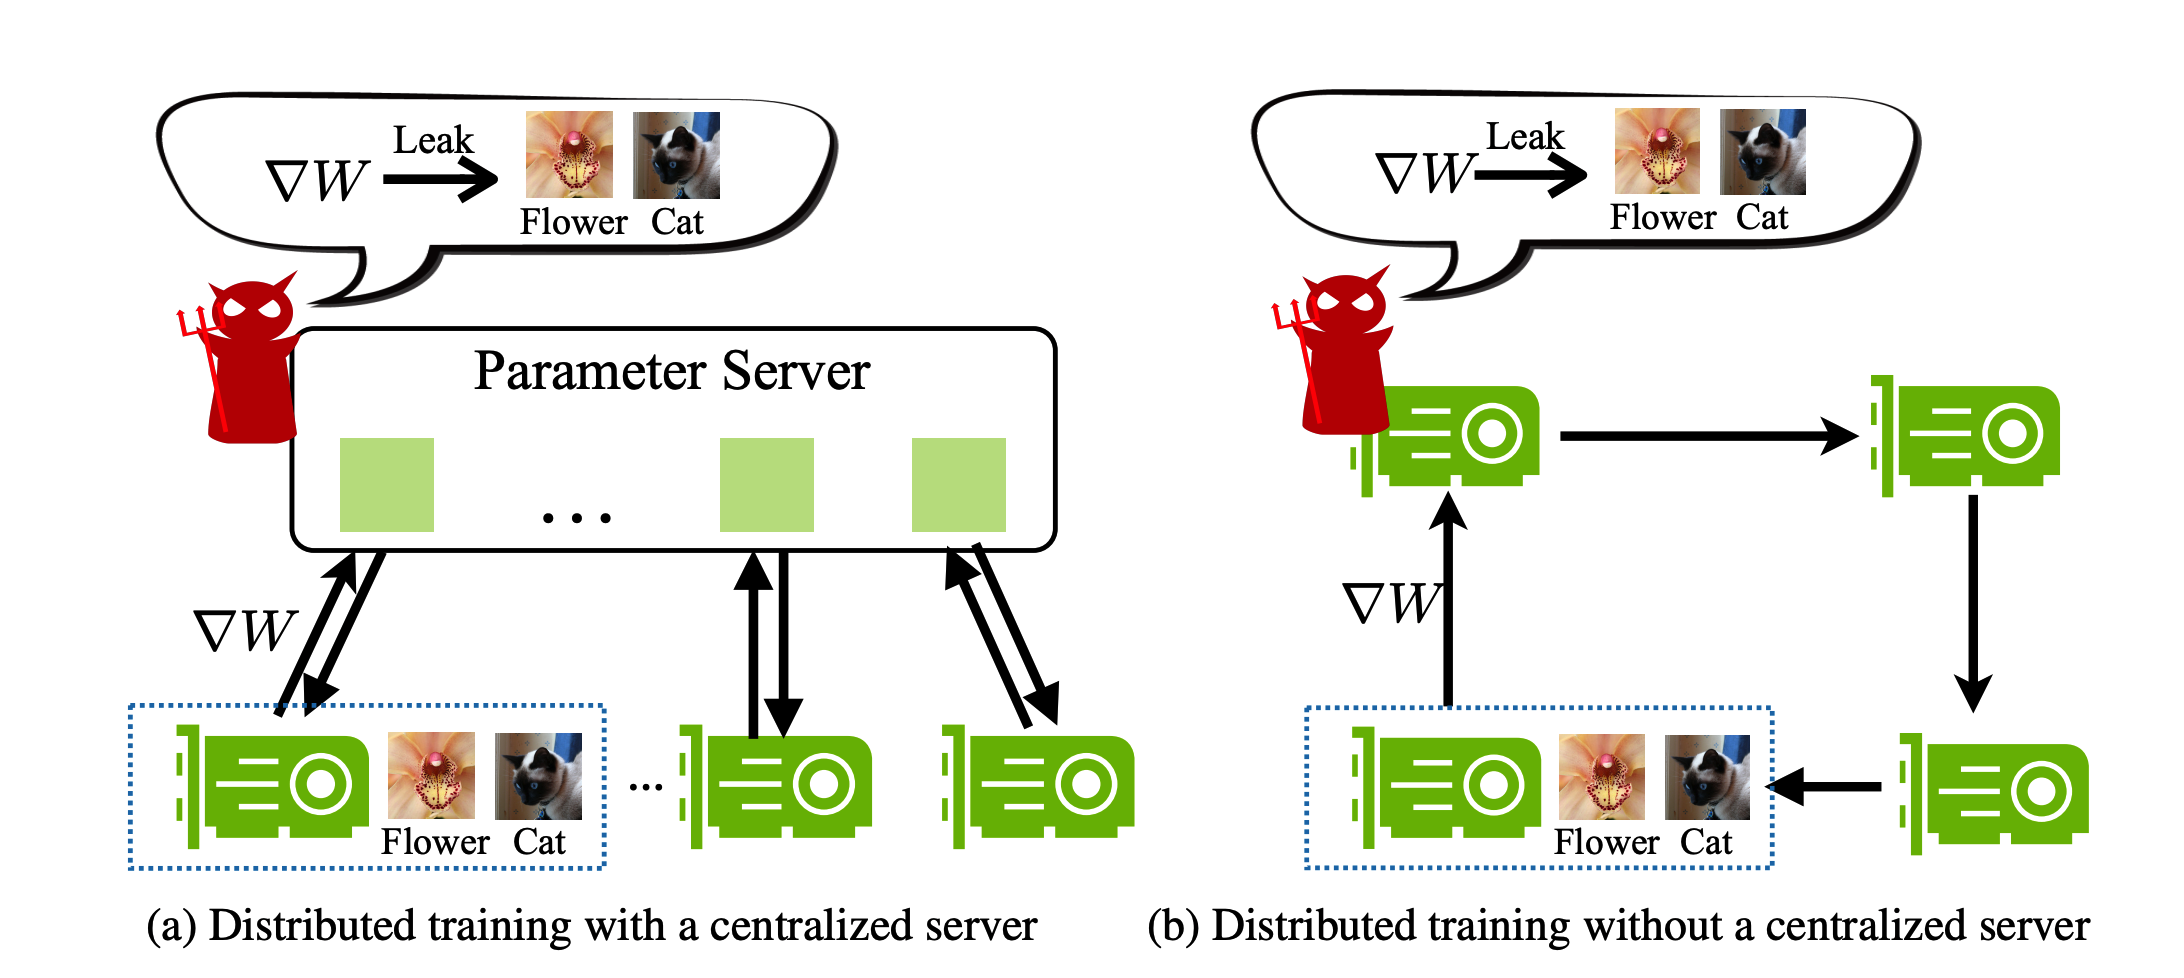 Leak
∇W
Flower Cat
Parameter Server
...
∇W
Flower Cat
...
(a) Distributed training with a centralized server
Leak
∇W
Flower Cat
∇W
Flower Cat
(b) Distributed training without a centralized server